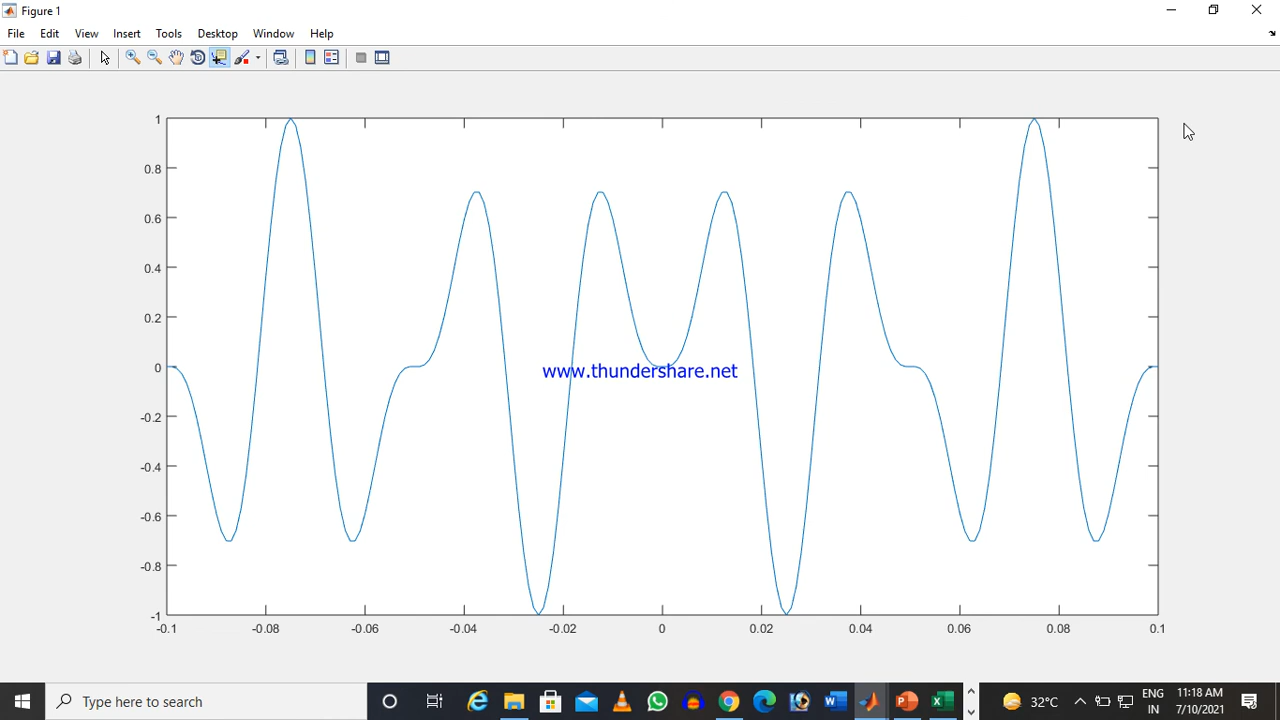 Figure 1
File Edit View Insert Tools Desktop Window Help
1
0.8
0.6
0.4
0.2
0
-0.2
-0.4
-0.6
-0.8
-1
-0.1 -0.08 -0.06 -0.04 -0.02 0 0.02 0.04 0.06 0.08 0.1
www.thundershare.net
Type here to search
32°C
ENG
IN
11:18 AM
7/10/2021